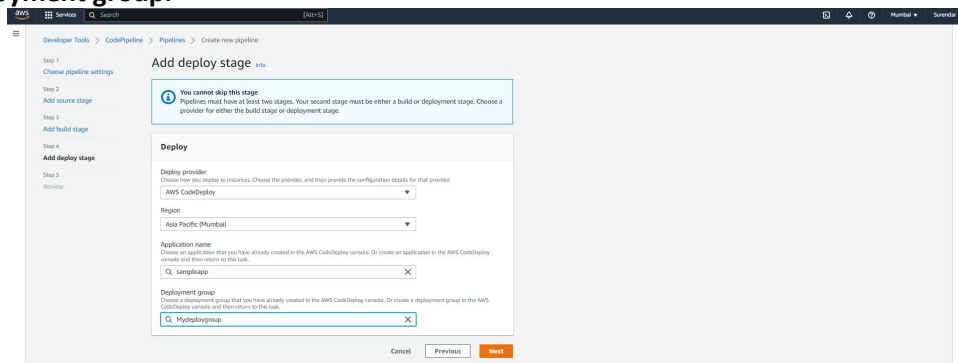 yment group.
aws Services Search [Alt+S] Mumbai Surendar
Developer Tools > CodePipeline > Pipelines > Create new pipeline
Step 1
Choose pipeline settings
Step 2
Add source stage
Step 3
Add build stage
Step 4
Add deploy stage
Step 5
Review
Add deploy stage Info
You cannot skip this stage
Pipelines must have at least two stages. Your second stage must be either a build or deployment stage. Choose a
provider for either the build stage or deployment stage.
Deploy
Deploy provider
Choose how you deploy to instances. Choose the provider, and then provide the configuration details for that provider.
AWS CodeDeploy
Region
Asia Pacific (Mumbai)
Application name
Choose an application that you have already created in the AWS CodeDeploy console. Or create an application in the AWS CodeDeploy
console and then return to this task.
sampleapp
Deployment group
Choose a deployment group that you have already created in the AWS CodeDeploy console. Or create a deployment group in the AWS
CodeDeploy console and then return to this task.
Mydeploygroup
Cancel Previous Next